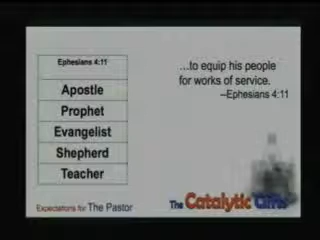 Ephesians 4:11
Apostle
Prophet
Evangelist
Shepherd
Teacher
...to equip his people
for works of service.
--Ephesians 4:11
Expectations for The Pastor
The Catalytic Gifts